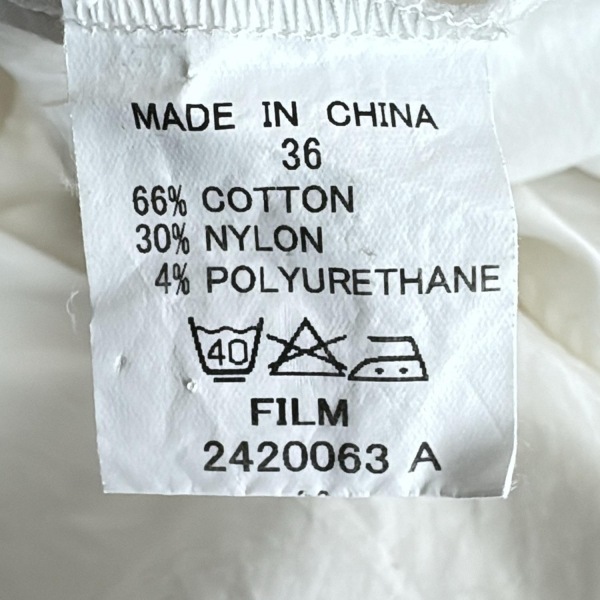 MADE IN CHINA
36
66% COTTON
30% NYLON
4% POLYURETHANE
40
FILM
2420063 A